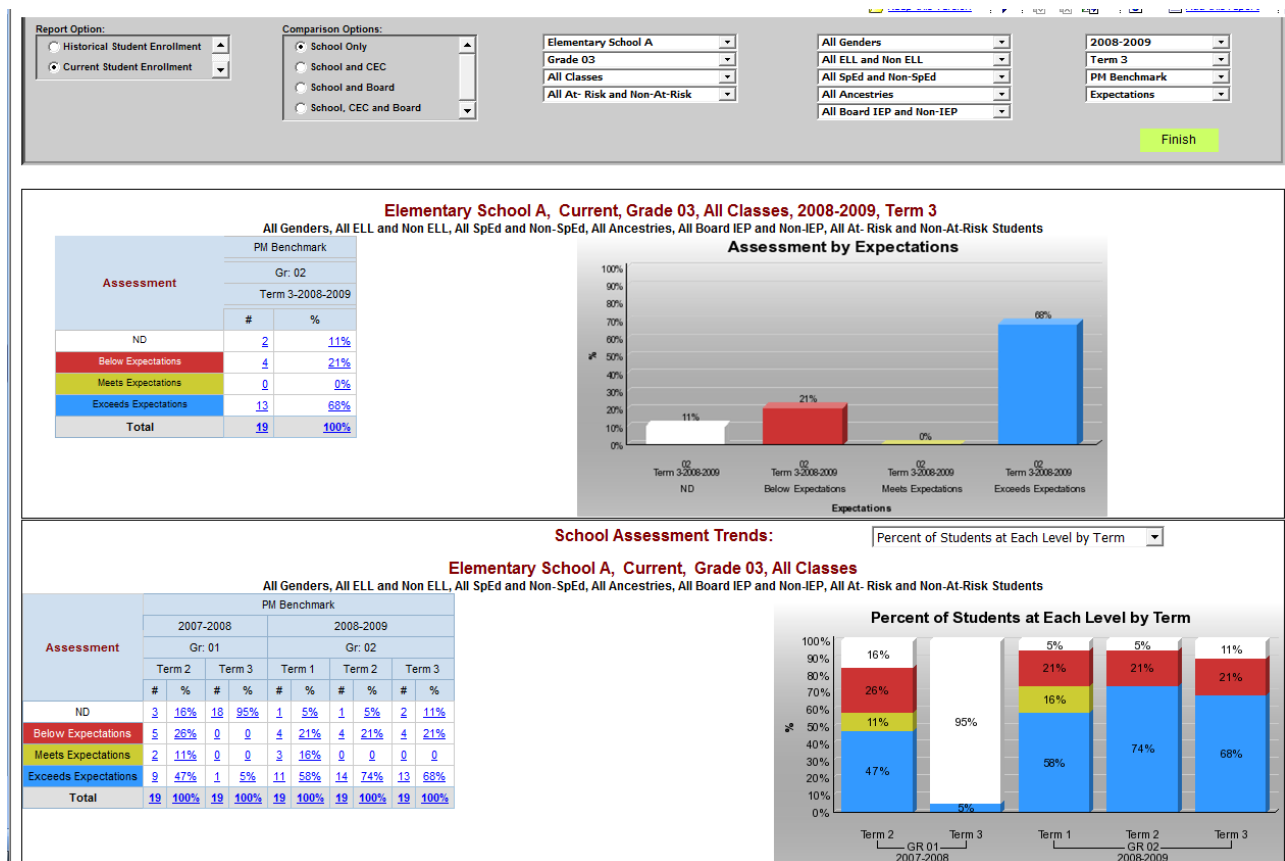 Keep this version
Add this report
Report Option:
Historical Student Enrollment
Current Student Enrollment
Comparison Options:
School Only
School and CEC
School and Board
School, CEC and Board
Elementary School A
Grade 03
All Classes
All At- Risk and Non-At-Risk
All Genders
All ELL and Non ELL
All SpEd and Non-SpEd
All Ancestries
All Board IEP and Non-IEP
2008-2009
Term 3
PM Benchmark
Expectations
Finish
Elementary School A, Current, Grade 03, All Classes, 2008-2009, Term 3
All Genders, All ELL and Non ELL, All SpEd and Non-SpEd, All Ancestries, All Board IEP and Non-IEP, All At- Risk and Non-At-Risk Students
Assessment
PM Benchmark
Gr: 02
Term 3-2008-2009
# %
ND 2 11%
Below Expectations 4 21%
Meets Expectations 0 0%
Exceeds Expectations 13 68%
Total 19 100%
Assessment by Expectations
100%
90%
80%
70%
60%
50%
40%
30%
20%
10%
0%
%
11%
21%
0%
68%
02 02 02 02
Term 3-2008-2009 Term 3-2008-2009 Term 3-2008-2009 Term 3-2008-2009
ND Below Expectations Meets Expectations Exceeds Expectations
Expectations
School Assessment Trends:
Percent of Students at Each Level by Term
Elementary School A, Current, Grade 03, All Classes
All Genders, All ELL and Non ELL, All SpEd and Non-SpEd, All Ancestries, All Board IEP and Non-IEP, All At- Risk and Non-At-Risk Students
Assessment
PM Benchmark
2007-2008 2008-2009
Gr: 01 Gr: 02
Term 2 Term 3 Term 1 Term 2 Term 3
# % # % # % # % # %
ND 3 16% 18 95% 1 5% 1 5% 2 11%
Below Expectations 5 26% 0 0 4 21% 4 21% 4 21%
Meets Expectations 2 11% 0 0 3 16% 0 0 0 0
Exceeds Expectations 9 47% 1 5% 11 58% 14 74% 13 68%
Total 19 100% 19 100% 19 100% 19 100% 19 100%
Percent of Students at Each Level by Term
100%
90%
80%
70%
60%
50%
40%
30%
20%
10%
0%
%
16%
26%
11%
47%
95%
5%
5%
21%
16%
58%
5%
21%
74%
11%
21%
68%
Term 2 Term 3 Term 1 Term 2 Term 3
GR 01 GR 02
2007-2008 2008-2009